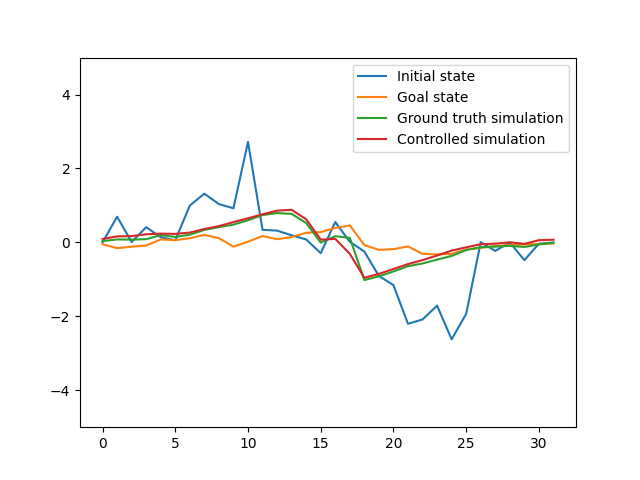 Initial state
Goal state
Ground truth simulation
Controlled simulation
4
2
0
−2
−4
0 5 10 15 20 25 30